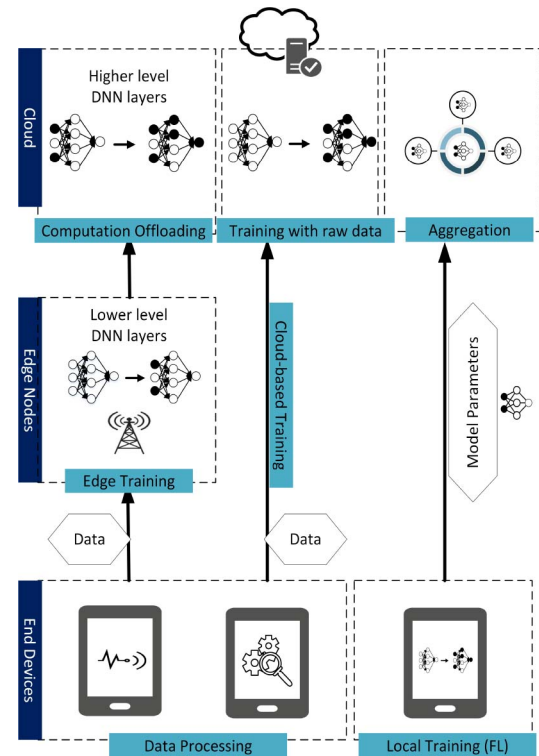 Cloud
Higher level
DNN layers
Computation Offloading
Training with raw data
Aggregation
Edge Nodes
Lower level
DNN layers
Edge Training
Cloud-based Training
Model Parameters
Data
Data
End Devices
Data Processing
Local Training (FL)